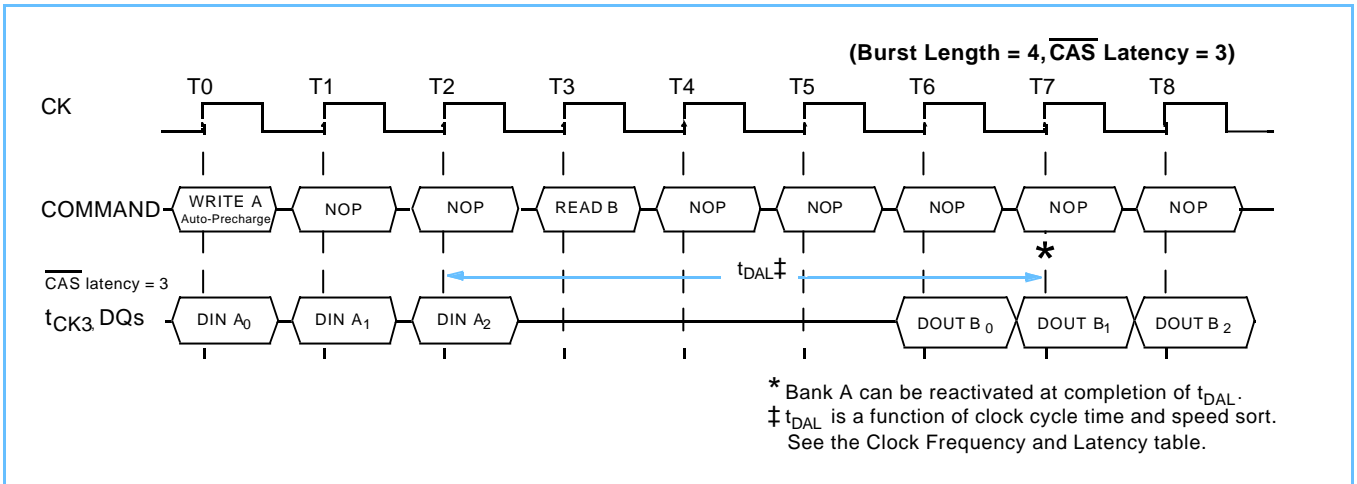 (Burst Length = 4, CAS Latency = 3)
T0 T1 T2 T3 T4 T5 T6 T7 T8
CK
COMMAND
WRITE A
Auto-Precharge
NOP NOP READ B NOP NOP NOP NOP NOP
*
tDAL‡
CAS latency = 3
tCK3, DQs
DIN A0 DIN A1 DIN A2 DOUT B0 DOUT B1 DOUT B2
* Bank A can be reactivated at completion of tDAL.
‡ tDAL is a function of clock cycle time and speed sort.
See the Clock Frequency and Latency table.